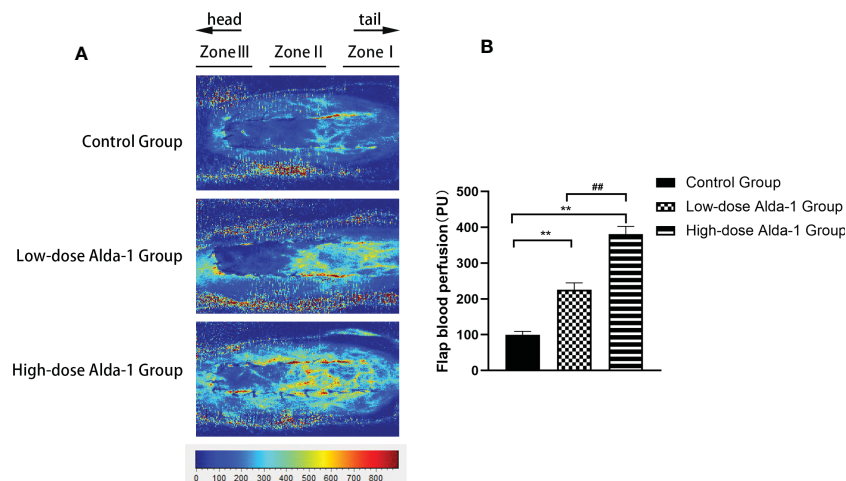 head tail
A
Zone III Zone II Zone I
Control Group
Low-dose Alda-1 Group
High-dose Alda-1 Group
0 100 200 300 400 500 600 700 800
B
Flap blood perfusion(PU)
500
400
300
200
100
0
##
**
**
Control Group
Low-dose Alda-1 Group
High-dose Alda-1 Group